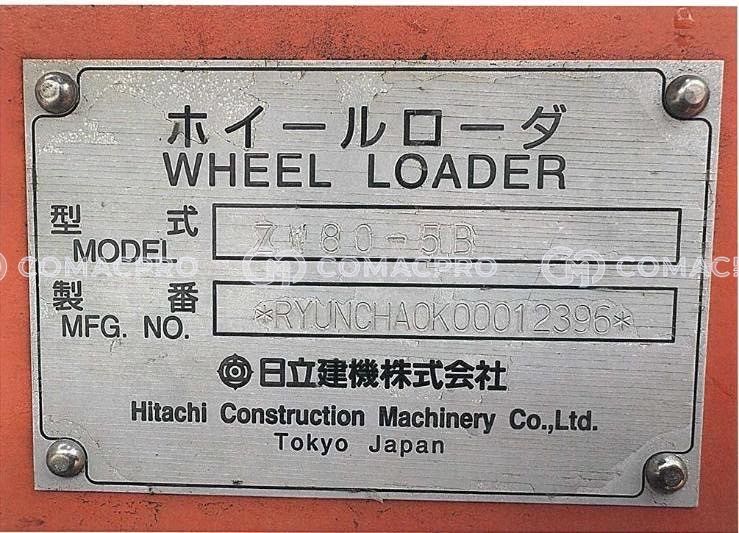 ホイールローダ
WHEEL LOADER
型式 ZW80-5B
MODEL
製番 *RYUNCHA0K00012396*
MFG. NO.
COMACPRO COMACPRO COMACPRO
日立建機株式会社
Hitachi Construction Machinery Co.,Ltd.
Tokyo Japan